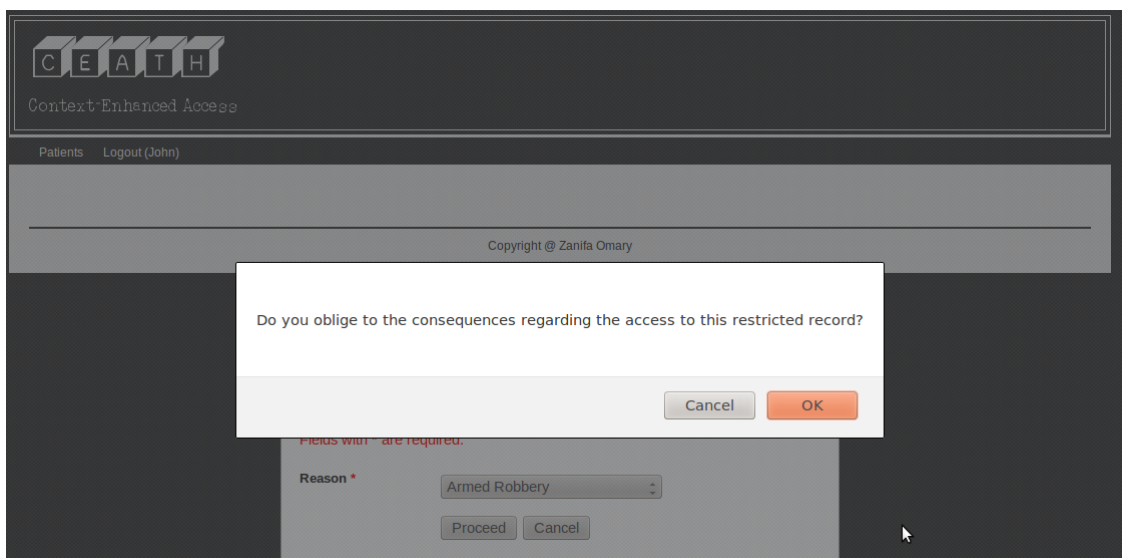 CEATH
Context-Enhanced Access
Patients Logout (John)
Copyright @ Zanifa Omary
Do you oblige to the consequences regarding the access to this restricted record?
Cancel OK
Fields with * are required.
Reason * Armed Robbery
Proceed Cancel